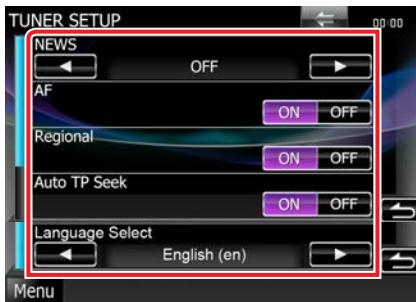 TUNER SETUP 00:00
NEWS
OFF
AF
ON OFF
Regional
ON OFF
Auto TP Seek
ON OFF
Language Select
English (en)
Menu